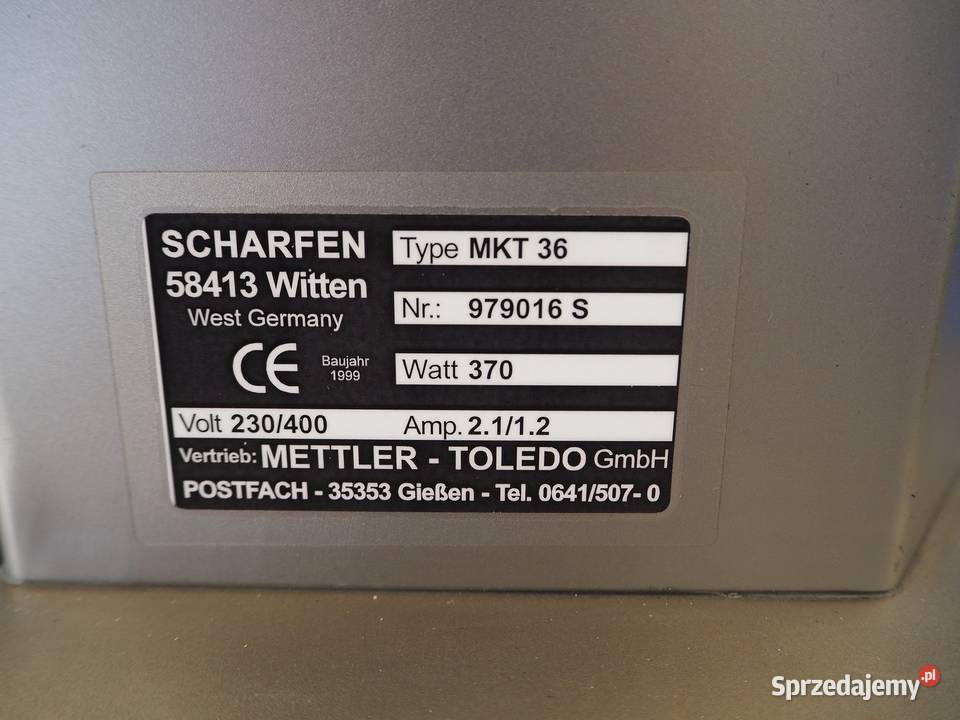 SCHARFEN
58413 Witten
West Germany
CE
Baujahr
1999
Type MKT 36
Nr.: 979016 S
Watt 370
Volt 230/400 Amp. 2.1/1.2
Vertrieb: METTLER - TOLEDO GmbH
POSTFACH - 35353 Gießen - Tel. 0641/507- 0
Sprzedajemy.pl